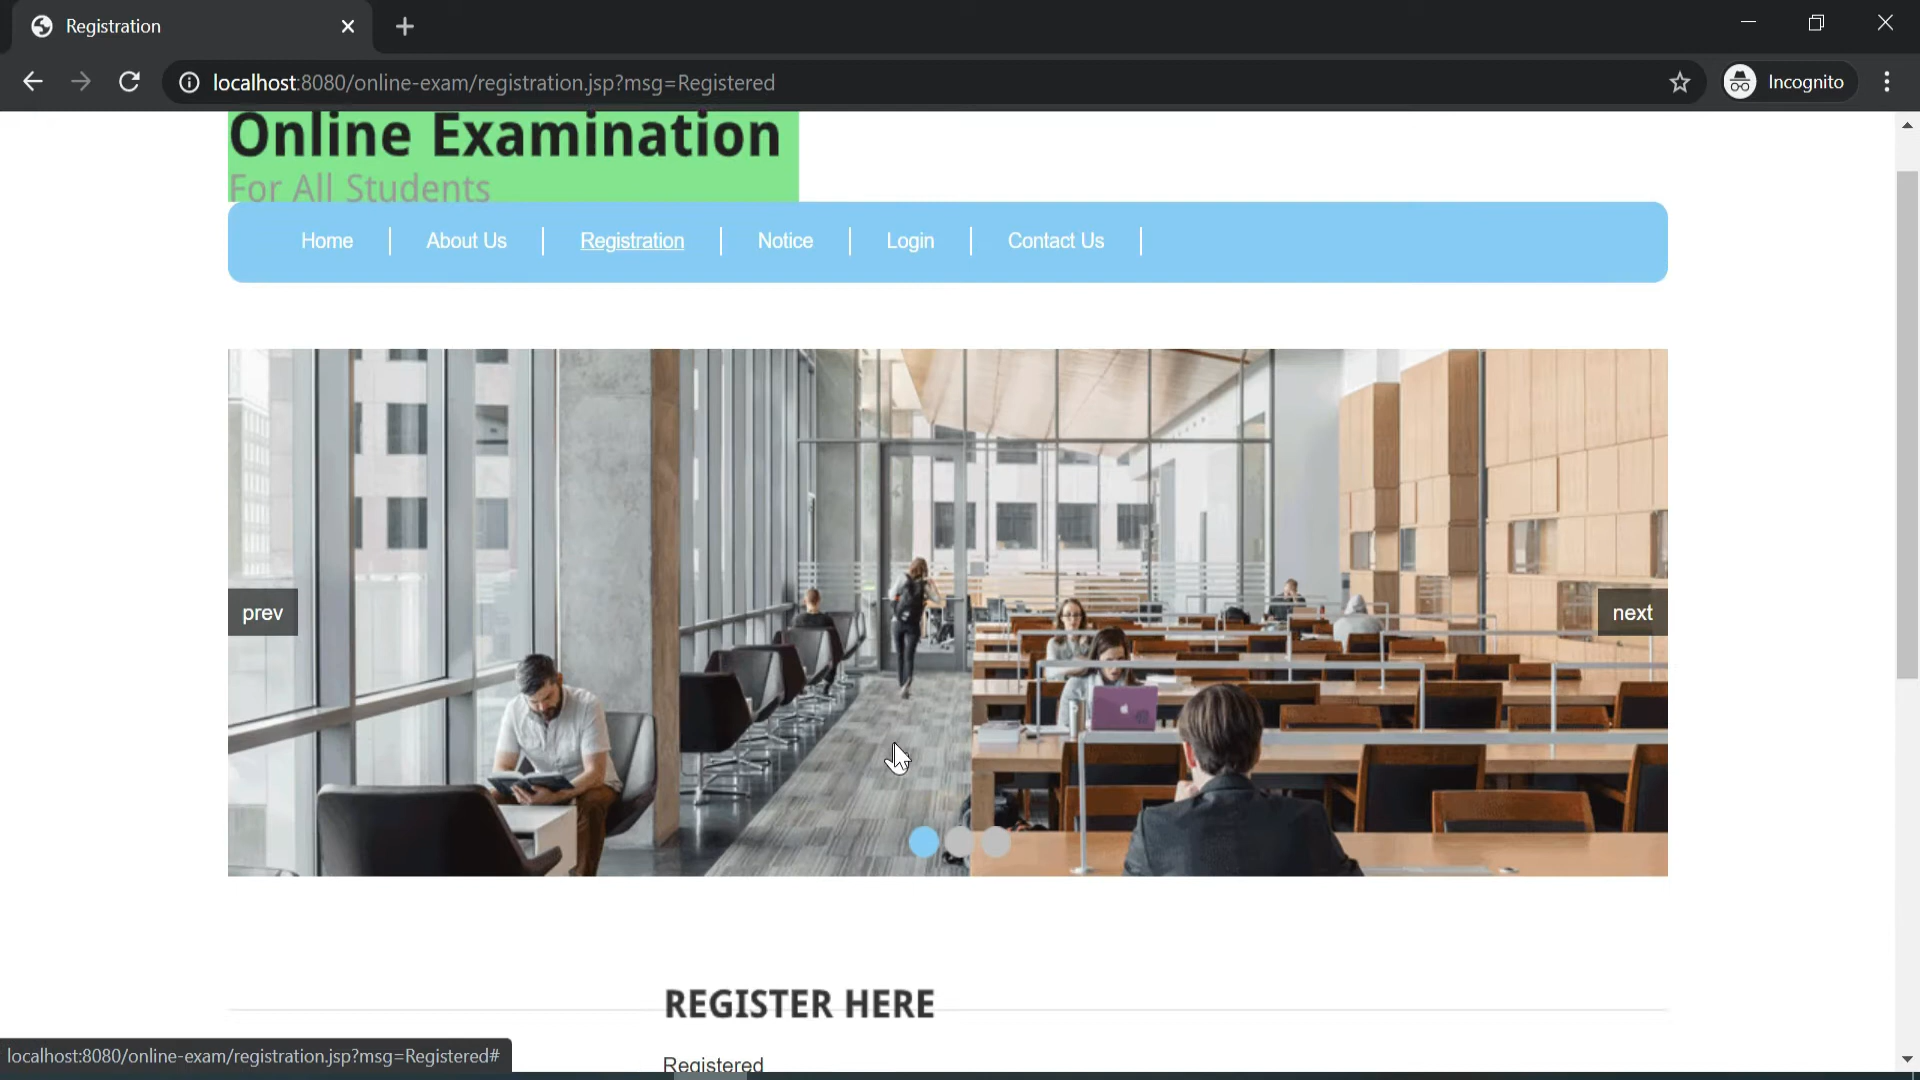 Registration
localhost:8080/online-exam/registration.jsp?msg=Registered
Incognito
Online Examination
For All Students
Home
About Us
Registration
Notice
Login
Contact Us
prev
next
REGISTER HERE
Registered
localhost:8080/online-exam/registration.jsp?msg=Registered#